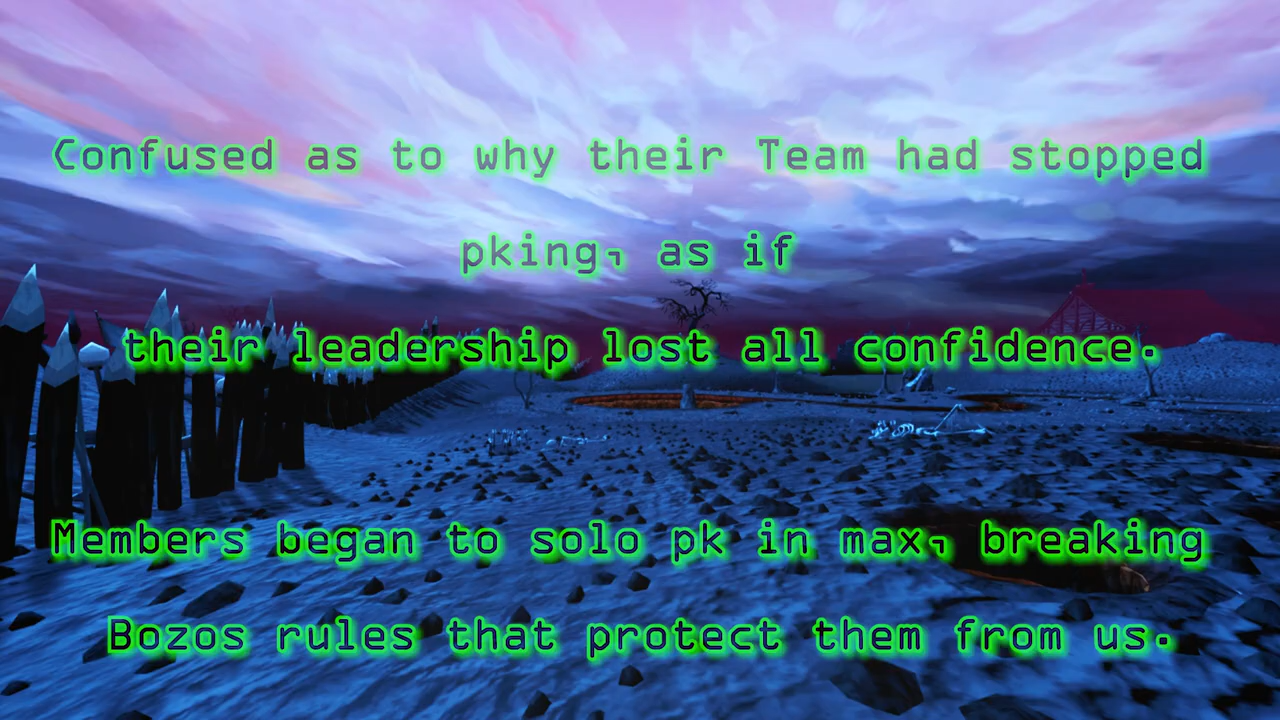 Confused as to why their Team had stopped
pking, as if
their leadership lost all confidence.
Members began to solo pk in max, breaking
Bozos rules that protect them from us.